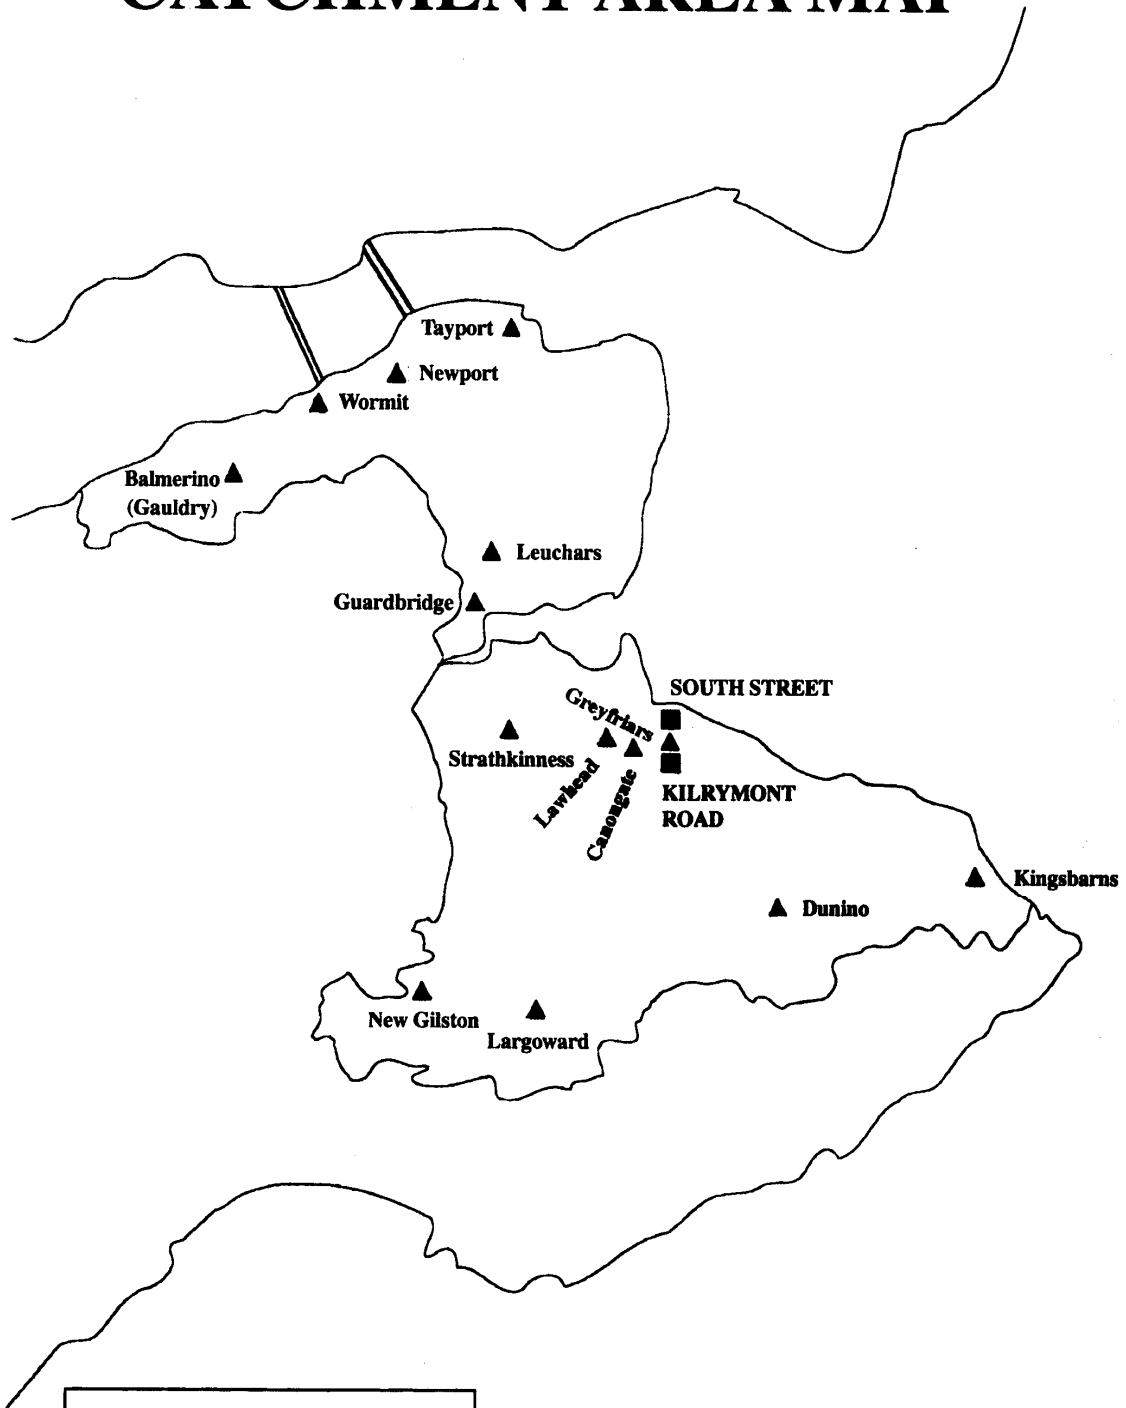 CATCHMENT AREA MAP
Tayport
Newport
Wormit
Balmerino
(Gauldry)
Leuchars
Guardbridge
SOUTH STREET
Greyfriars
Strathkinness
Lawhead
Canongate
KILRYMONT
ROAD
Kingsbarns
Dunino
New Gilston
Largoward